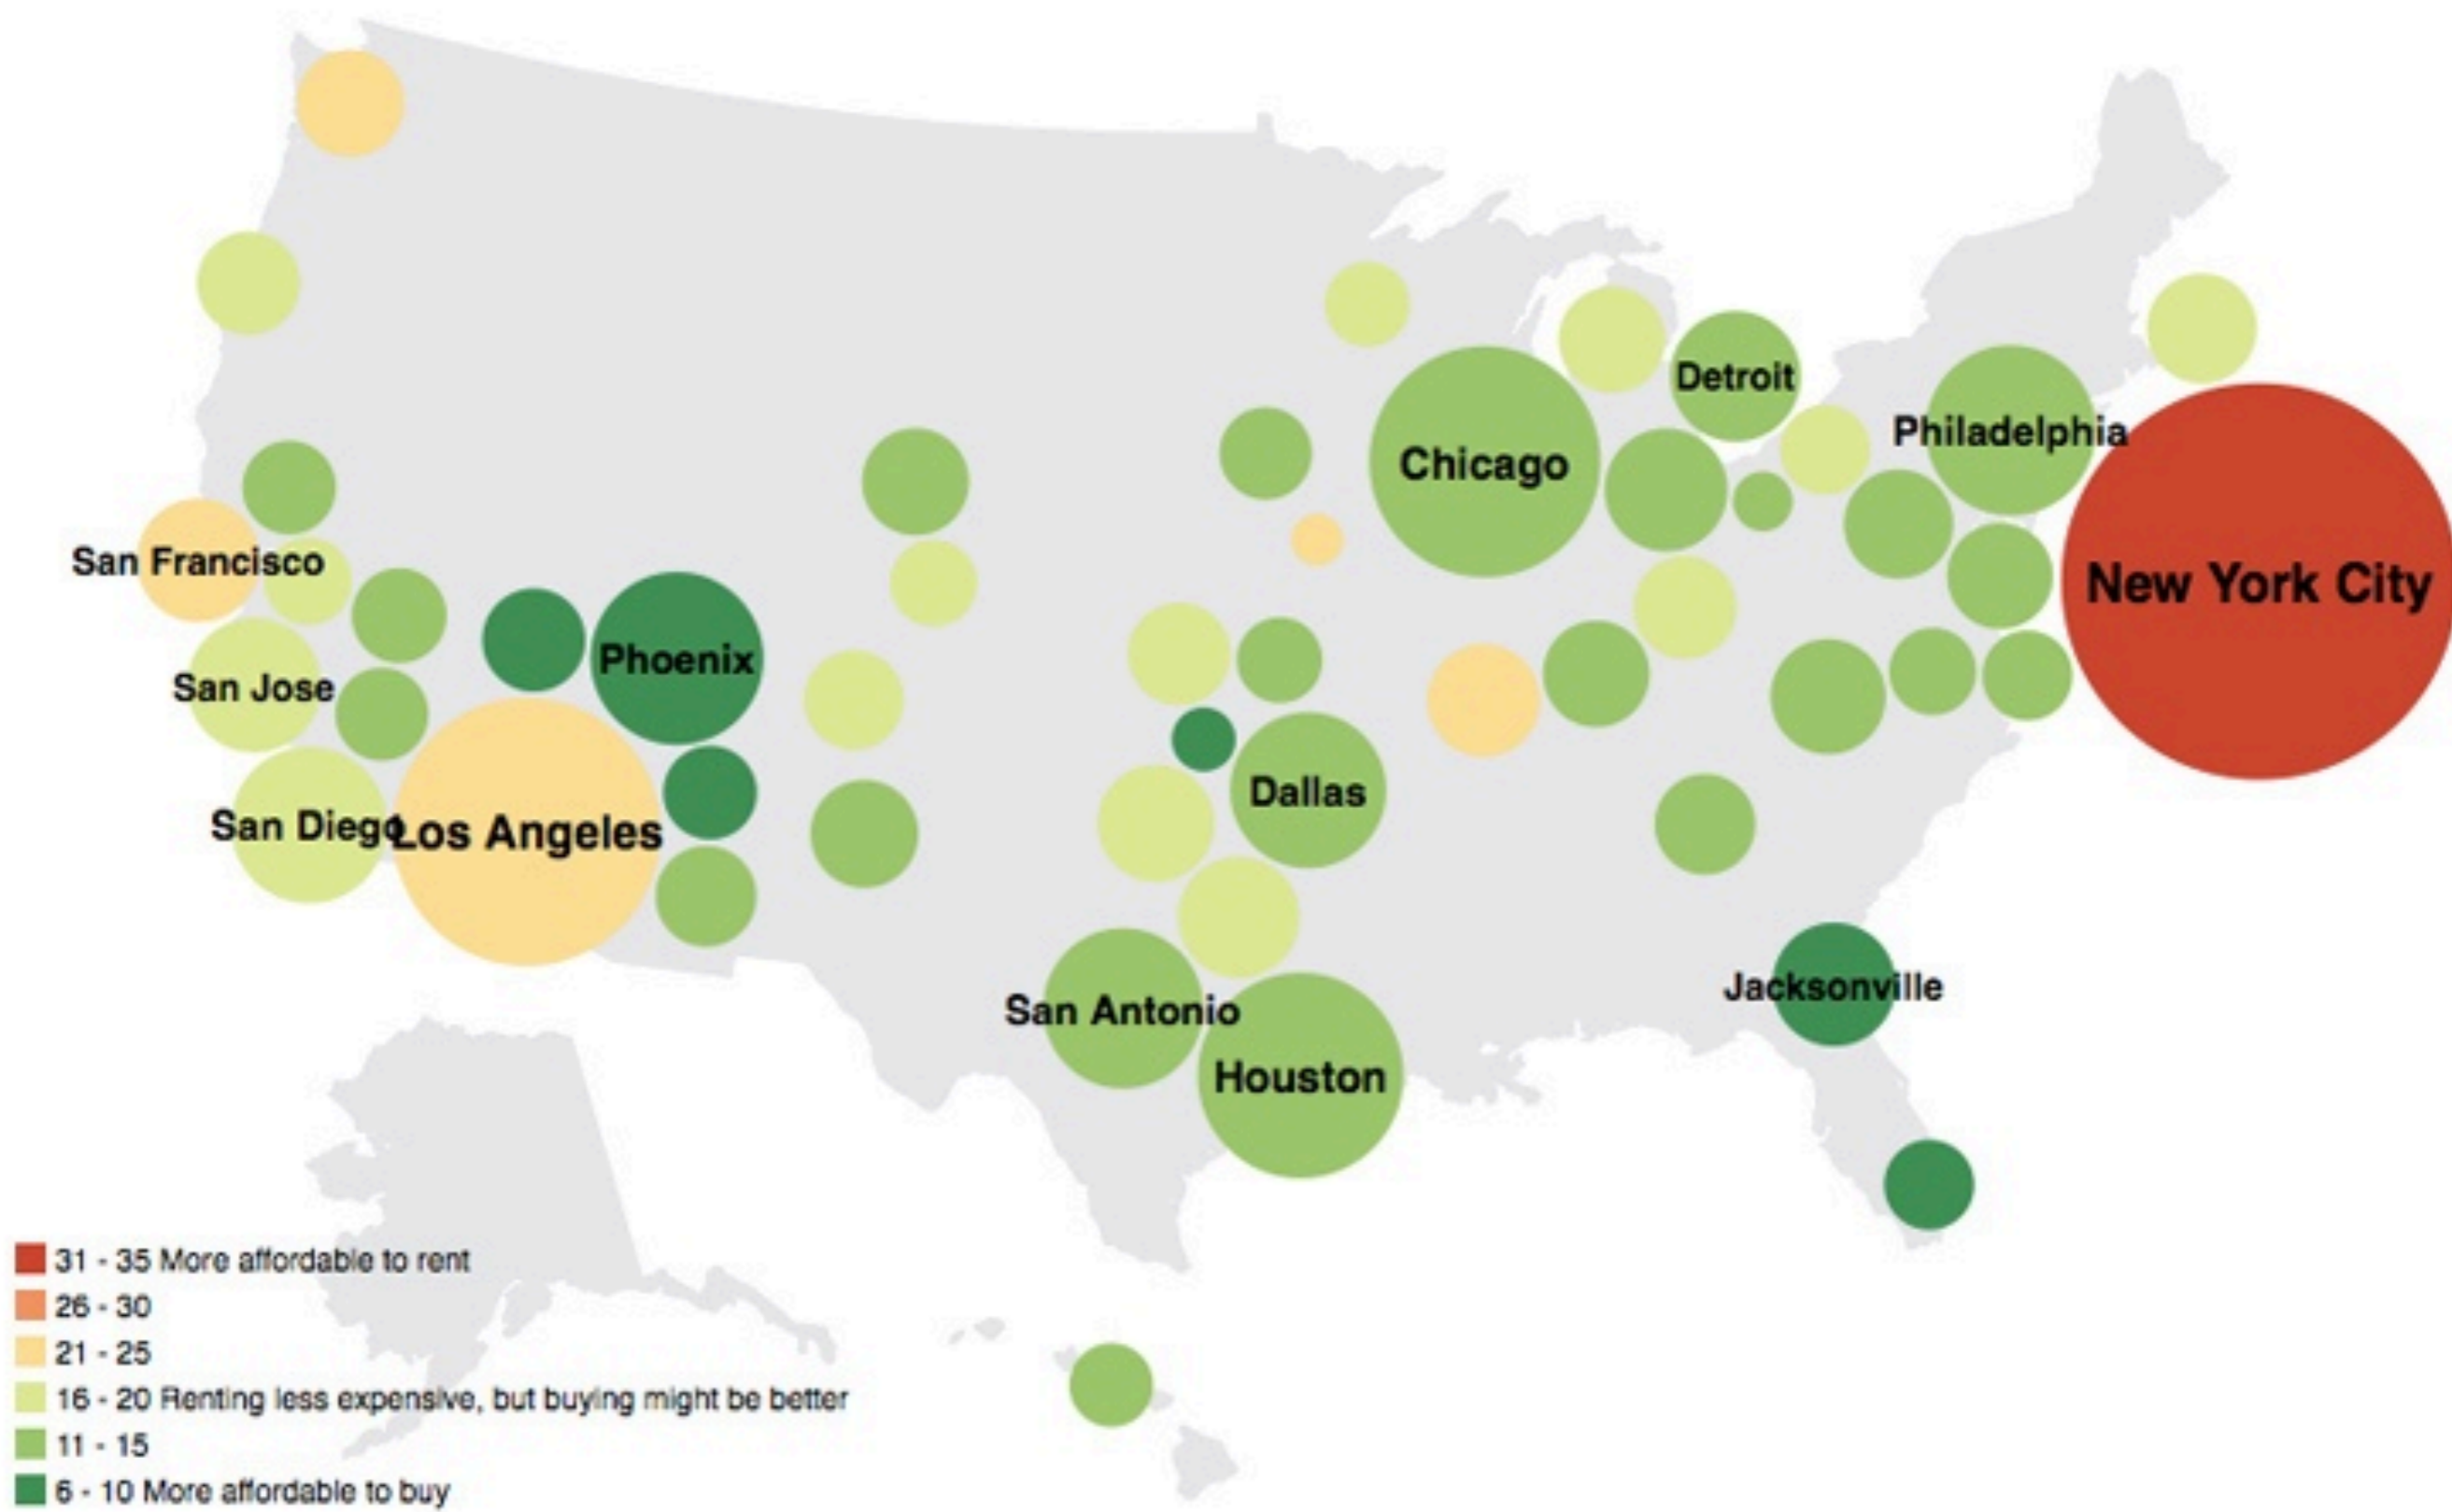 Detroit
Philadelphia
Chicago
San Francisco
New York City
Phoenix
San Jose
Dallas
San Diego
Los Angeles
Jacksonville
San Antonio
Houston
31 - 35 More affordable to rent
26 - 30
21 - 25
16 - 20 Renting less expensive, but buying might be better
11 - 15
6 - 10 More affordable to buy